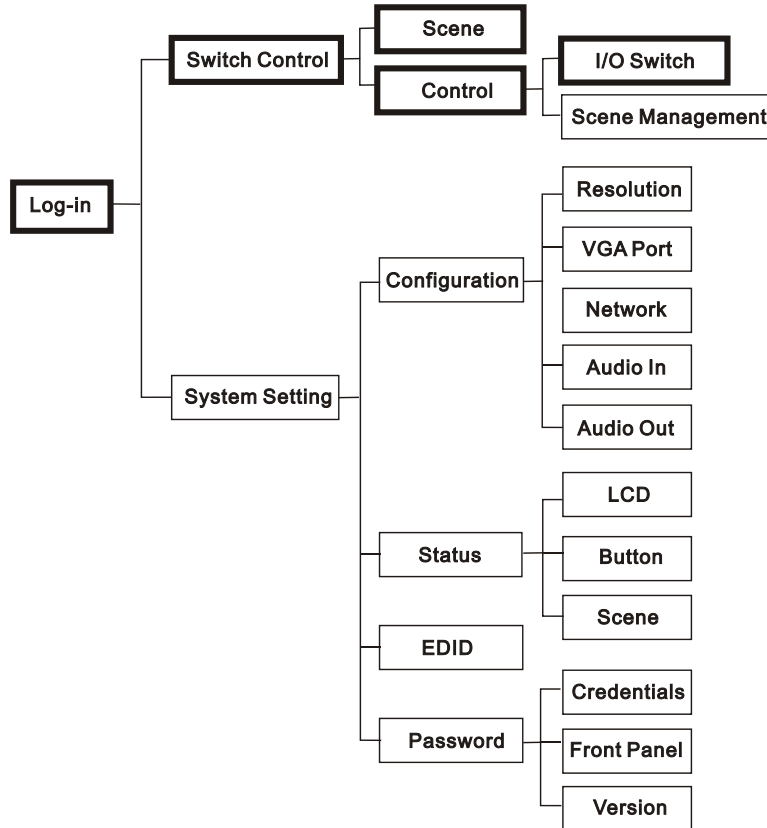 Log-in
Switch Control
Scene
Control
I/O Switch
Scene Management
System Setting
Configuration
Resolution
VGA Port
Network
Audio In
Audio Out
Status
LCD
Button
Scene
EDID
Password
Credentials
Front Panel
Version